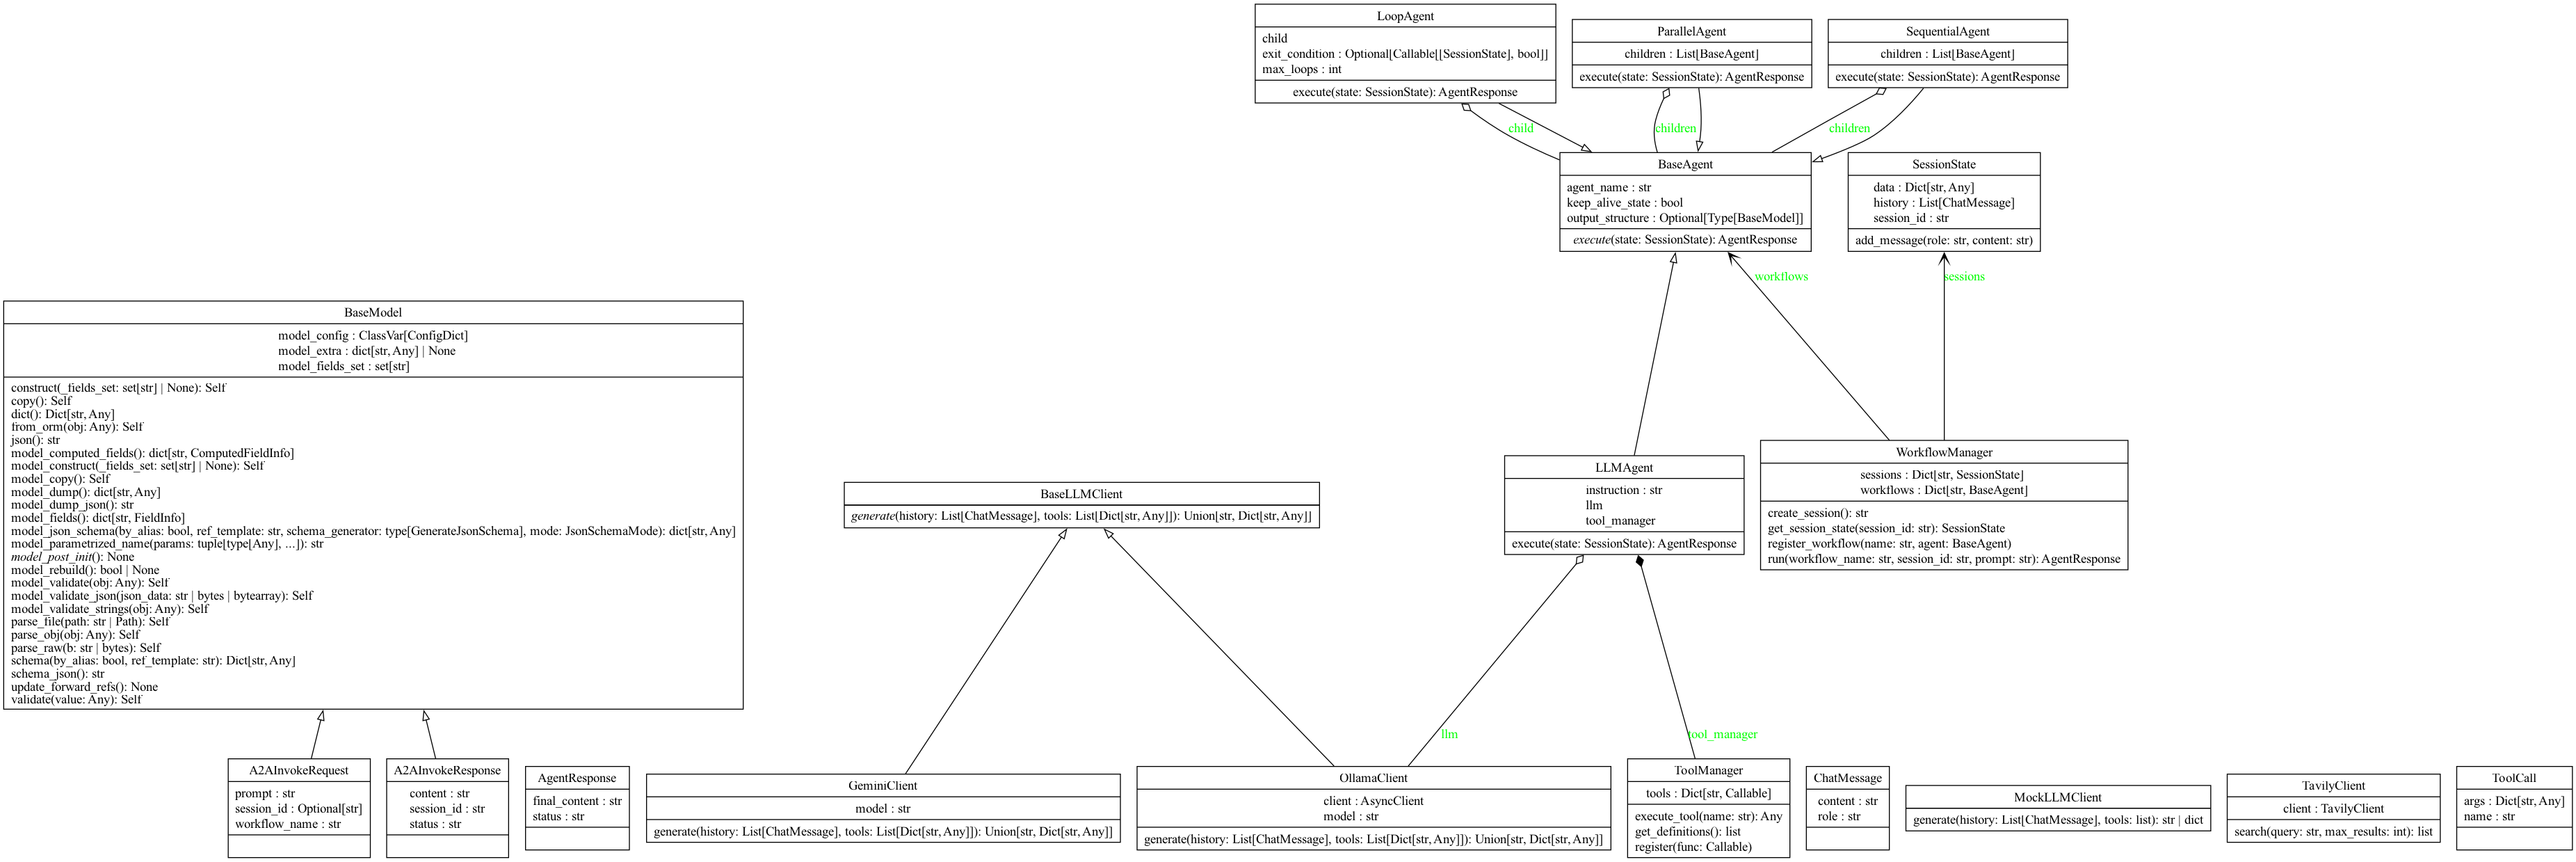 LoopAgent
child
exit_condition : Optional[Callable[[SessionState], bool]]
max_loops : int
execute(state: SessionState): AgentResponse
ParallelAgent
children : List[BaseAgent]
execute(state: SessionState): AgentResponse
SequentialAgent
children : List[BaseAgent]
execute(state: SessionState): AgentResponse
child
children
children
BaseAgent
agent_name : str
keep_alive_state : bool
output_structure : Optional[Type[BaseModel]]
execute(state: SessionState): AgentResponse
SessionState
data : Dict[str, Any]
history : List[ChatMessage]
session_id : str
add_message(role: str, content: str)
workflows
sessions
BaseModel
model_config : ClassVar[ConfigDict]
model_extra : dict[str, Any] | None
model_fields_set : set[str]
construct(_fields_set: set[str] | None): Self
copy(): Self
dict(): Dict[str, Any]
from_orm(obj: Any): Self
json(): str
model_computed_fields(): dict[str, ComputedFieldInfo]
model_construct(_fields_set: set[str] | None): Self
model_copy(): Self
model_dump(): dict[str, Any]
model_dump_json(): str
model_fields(): dict[str, FieldInfo]
model_json_schema(by_alias: bool, ref_template: str, schema_generator: type[GenerateJsonSchema], mode: JsonSchemaMode): dict[str, Any]
model_parametrized_name(params: tuple[type[Any], ...]): str
model_post_init(): None
model_rebuild(): bool | None
model_validate(obj: Any): Self
model_validate_json(json_data: str | bytes | bytearray): Self
model_validate_strings(obj: Any): Self
parse_file(path: str | Path): Self
parse_obj(obj: Any): Self
parse_raw(b: str | bytes): Self
schema(by_alias: bool, ref_template: str): Dict[str, Any]
schema_json(): str
update_forward_refs(): None
validate(value: Any): Self
BaseLLMClient
generate(history: List[ChatMessage], tools: List[Dict[str, Any]]): Union[str, Dict[str, Any]]
LLMAgent
instruction : str
llm
tool_manager
execute(state: SessionState): AgentResponse
WorkflowManager
sessions : Dict[str, SessionState]
workflows : Dict[str, BaseAgent]
create_session(): str
get_session_state(session_id: str): SessionState
register_workflow(name: str, agent: BaseAgent)
run(workflow_name: str, session_id: str, prompt: str): AgentResponse
llm
tool_manager
A2AInvokeRequest
prompt : str
session_id : Optional[str]
workflow_name : str
A2AInvokeResponse
content : str
session_id : str
status : str
AgentResponse
final_content : str
status : str
GeminiClient
model : str
generate(history: List[ChatMessage], tools: List[Dict[str, Any]]): Union[str, Dict[str, Any]]
OllamaClient
client : AsyncClient
model : str
generate(history: List[ChatMessage], tools: List[Dict[str, Any]]): Union[str, Dict[str, Any]]
ToolManager
tools : Dict[str, Callable]
execute_tool(name: str): Any
get_definitions(): list
register(func: Callable)
ChatMessage
content : str
role : str
MockLLMClient
generate(history: List[ChatMessage], tools: list): str | dict
TavilyClient
client : TavilyClient
search(query: str, max_results: int): list
ToolCall
args : Dict[str, Any]
name : str